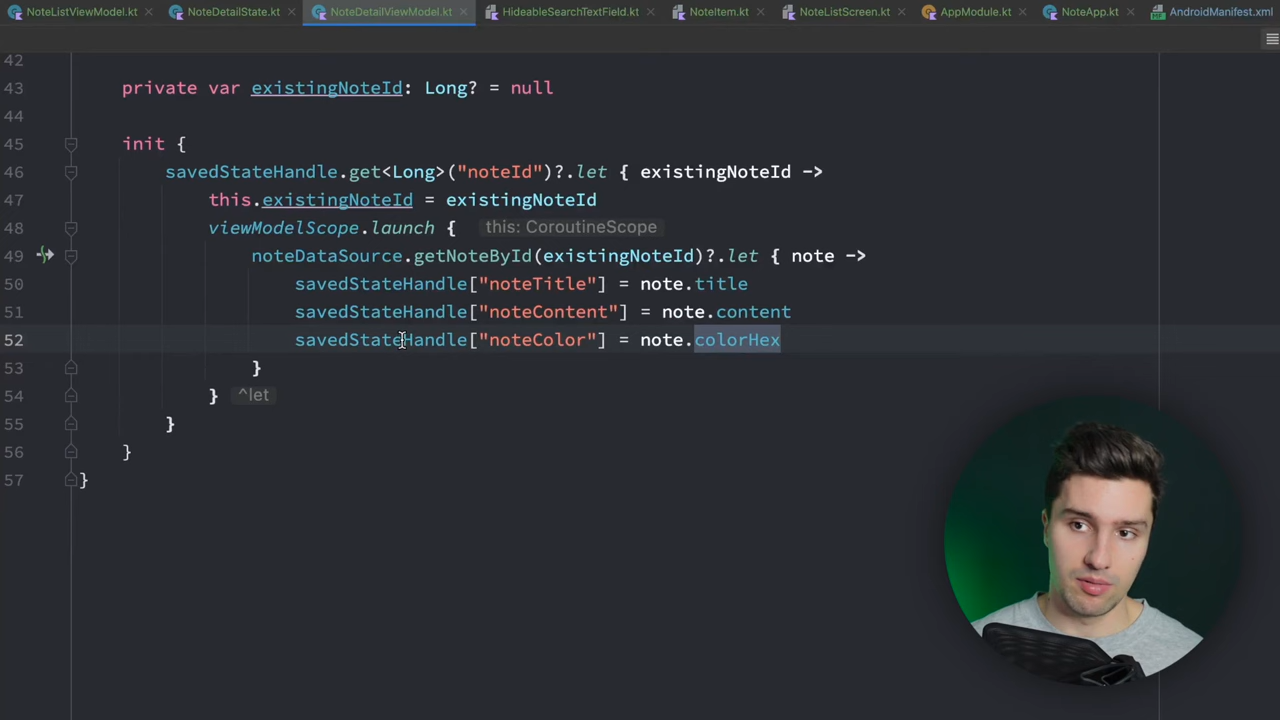 NoteListViewModel.kt NoteDetailState.kt NoteDetailViewModel.kt HideableSearchTextField.kt NoteItem.kt NoteListScreen.kt AppModule.kt NoteApp.kt AndroidManifest.xml
42
43 private var existingNoteId: Long? = null
44
45 init {
46 savedStateHandle.get<Long>("noteId")?.let { existingNoteId ->
47 this.existingNoteId = existingNoteId
48 viewModelScope.launch { this: CoroutineScope
49 noteDataSource.getNoteById(existingNoteId)?.let { note ->
50 savedStateHandle["noteTitle"] = note.title
51 savedStateHandle["noteContent"] = note.content
52 savedStateHandle["noteColor"] = note.colorHex
53 }
54 } ^let
55 }
56 }
57 }